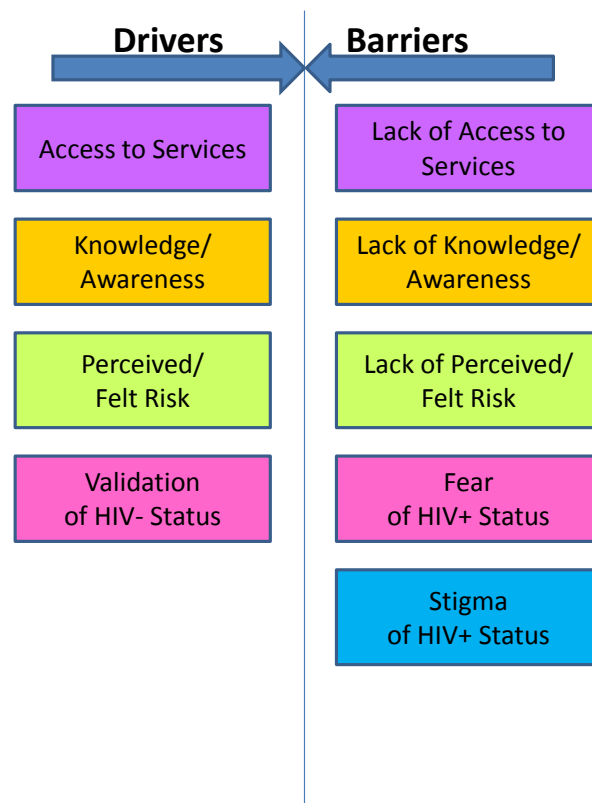 Drivers
Barriers
Access to Services
Lack of Access to
Services
Knowledge/
Awareness
Lack of Knowledge/
Awareness
Perceived/
Felt Risk
Lack of Perceived/
Felt Risk
Validation
of HIV- Status
Fear
of HIV+ Status
Stigma
of HIV+ Status